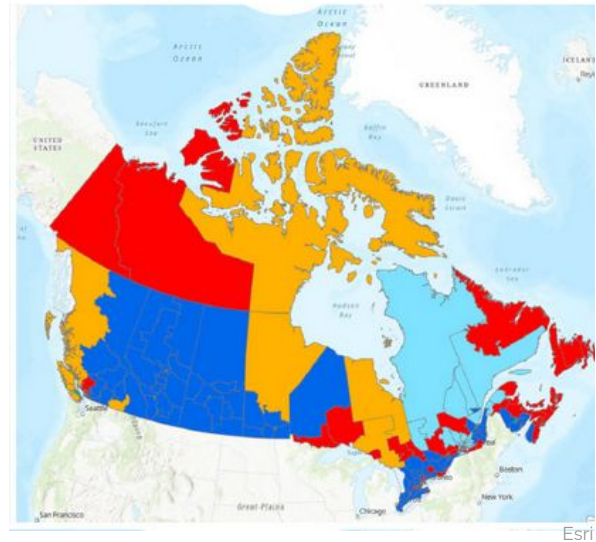 Arctic
Ocean
Arctic
Ocean
ICELAND
GREENLAND
Beaufort
Sea
Baffin
Bay
UNITED
STATES
Davis
Strait
Labrador
Sea
Hudson
Bay
Seattle
Boston
New York
Great Plains
Chicago
San Francisco
Esri